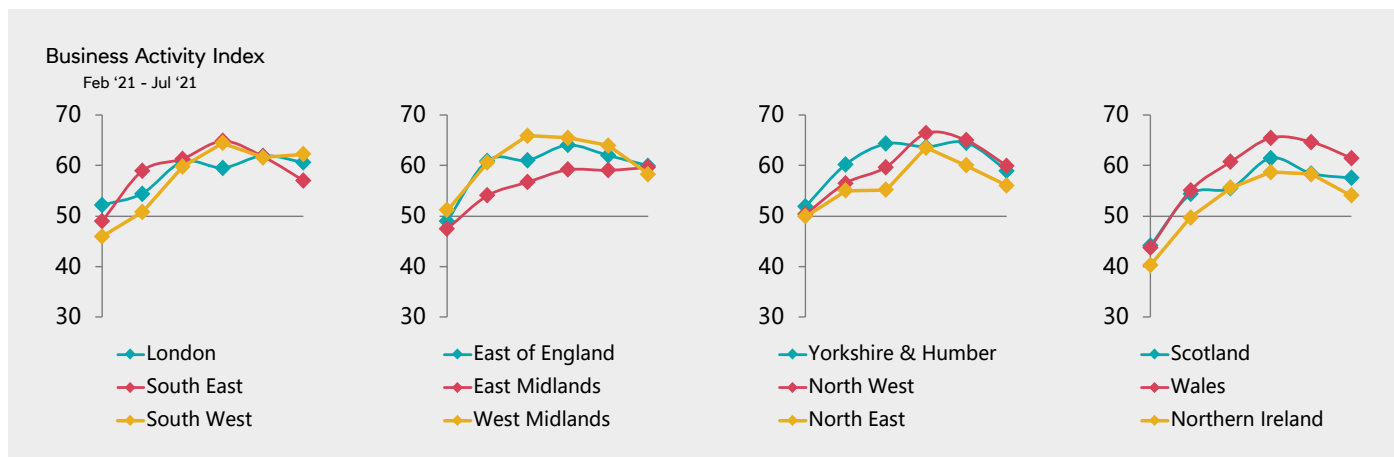 Business Activity Index
Feb ‘21 - Jul ‘21
70
60
50
40
30
London
South East
South West
70
60
50
40
30
East of England
East Midlands
West Midlands
70
60
50
40
30
Yorkshire & Humber
North West
North East
70
60
50
40
30
Scotland
Wales
Northern Ireland